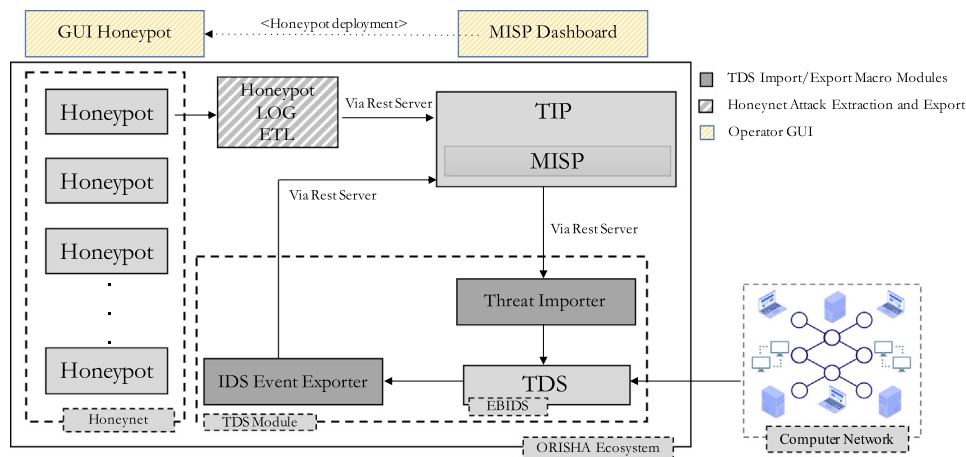 GUI Honeypot
<Honeypot deployment>
MISP Dashboard
TDS Import/Export Macro Modules
Honeynet Attack Extraction and Export
Operator GUI
Honeypot
Honeypot
Honeypot
Honeypot
Honeynet
Honeypot
LOG
ETL
Via Rest Server
TIP
MISP
Via Rest Server
Via Rest Server
Threat Importer
IDS Event Exporter
TDS
EBIDS
TDS Module
ORISHA Ecosystem
Computer Network